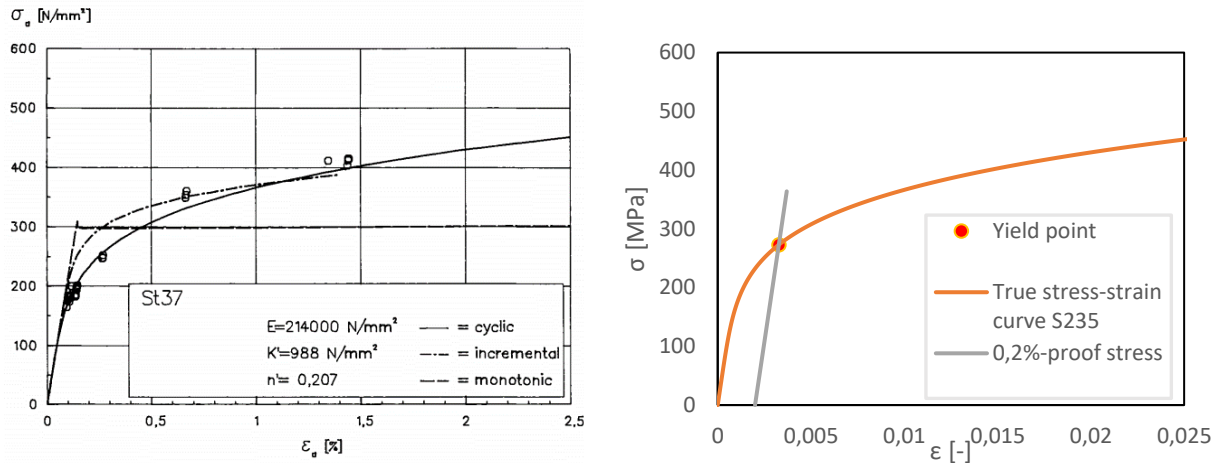 σₐ [N/mm²]
600
500
400
300
200
100
0
St37
E=214000 N/mm²
K'=988 N/mm²
n'= 0,207
= cyclic
= incremental
= monotonic
0 0,5 1 1,5 2 2,5
εₐ [%]
600
500
400
300
200
100
0
σ [MPa]
Yield point
True stress-strain
curve S235
0,2%-proof stress
0 0,005 0,01 0,015 0,02 0,025
ε [-]